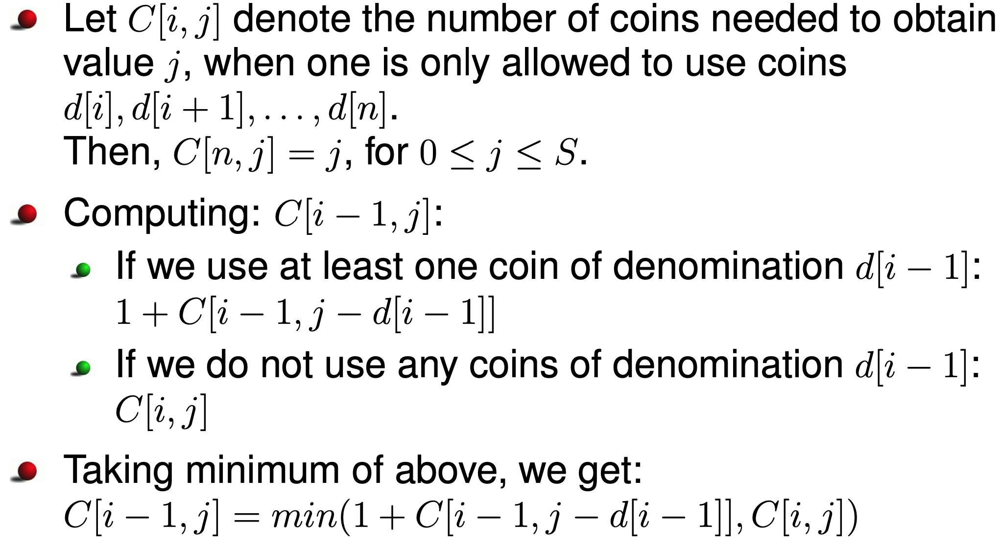 Let C[i, j] denote the number of coins needed to obtain
value j, when one is only allowed to use coins
d[i], d[i + 1], . . . , d[n].
Then, C[n, j] = j, for 0 ≤ j ≤ S.
Computing: C[i − 1, j]:
If we use at least one coin of denomination d[i − 1]:
1 + C[i − 1, j − d[i − 1]]
If we do not use any coins of denomination d[i − 1]:
C[i, j]
Taking minimum of above, we get:
C[i − 1, j] = min(1 + C[i − 1, j − d[i − 1]], C[i, j])